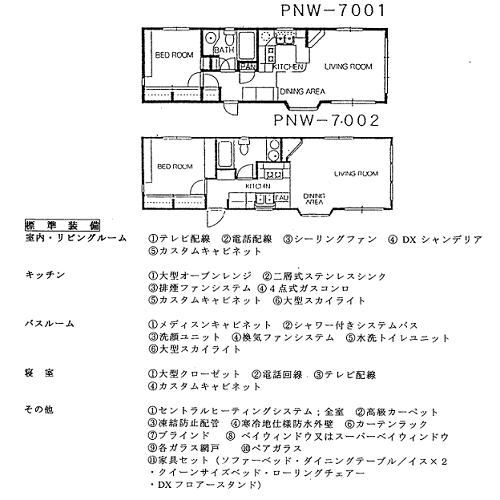 PNW-7001
BED ROOM
BATH
PAN
KITCHEN
LIVING ROOM
DINING AREA
PNW-7002
BED ROOM
KITCHN
LIVING ROOM
DINING
AREA
標 準 装 備
室内・リビングルーム ①テレビ配線 ②電話配線 ③シーリングファン ④ DX シャンデリア
⑤カスタムキャビネット
キッチン ①大型オーブンレンジ ②二層式ステンレスシンク
③排煙ファンシステム ④4点式ガスコンロ
⑤カスタムキャビネット ⑥大型スカイライト
バスルーム ①メディスンキャビネット ②シャワー付きシステムバス
③洗顔ユニット ④換気ファンシステム ⑤水洗トイレユニット
⑥大型スカイライト
寝 室 ①大型クローゼット ②電話回線 ③テレビ配線
④カスタムキャビネット
その他 ①セントラルヒーティングシステム；全室 ②高級カーペット
③凍結防止配管 ④寒冷地仕様防水外壁 ⑥カーテンラック
⑦ブラインド ⑧ ベイウィンドウ又はスーパーベイウィンドウ
⑨各ガラス網戸 ⑩ペアガラス
⑪家具セット（ソファーベッド・ダイニングテーブル／イス×2
・クイーンサイズベッド・ローリングチェアー
・DXフロアースタンド）